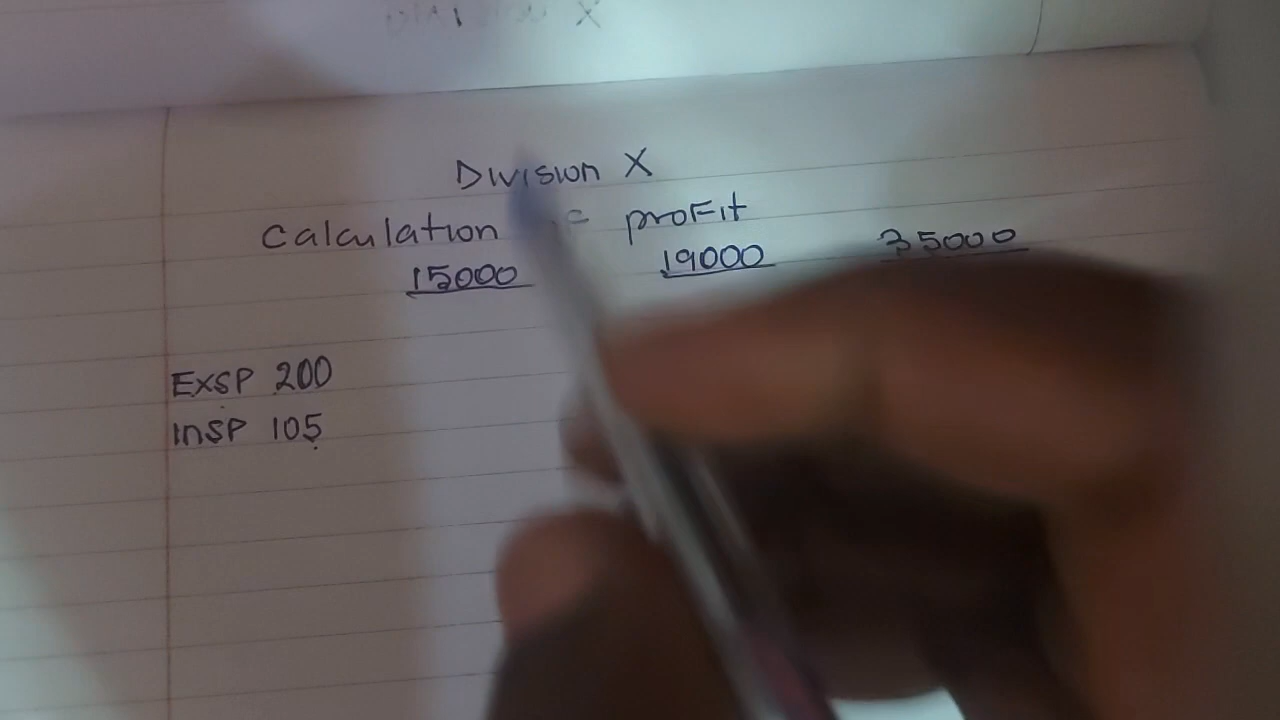 Division X
Calculation profit
15000 19000 35000
EXSP 200
InSP 105